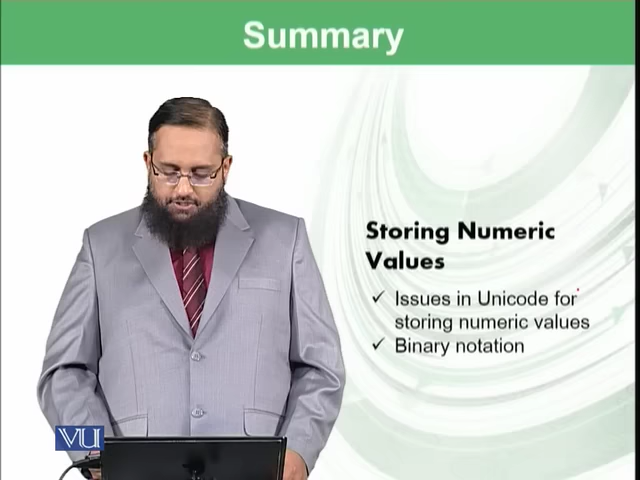 Summary
Storing Numeric
Values
✓ Issues in Unicode for
storing numeric values
✓ Binary notation
VU